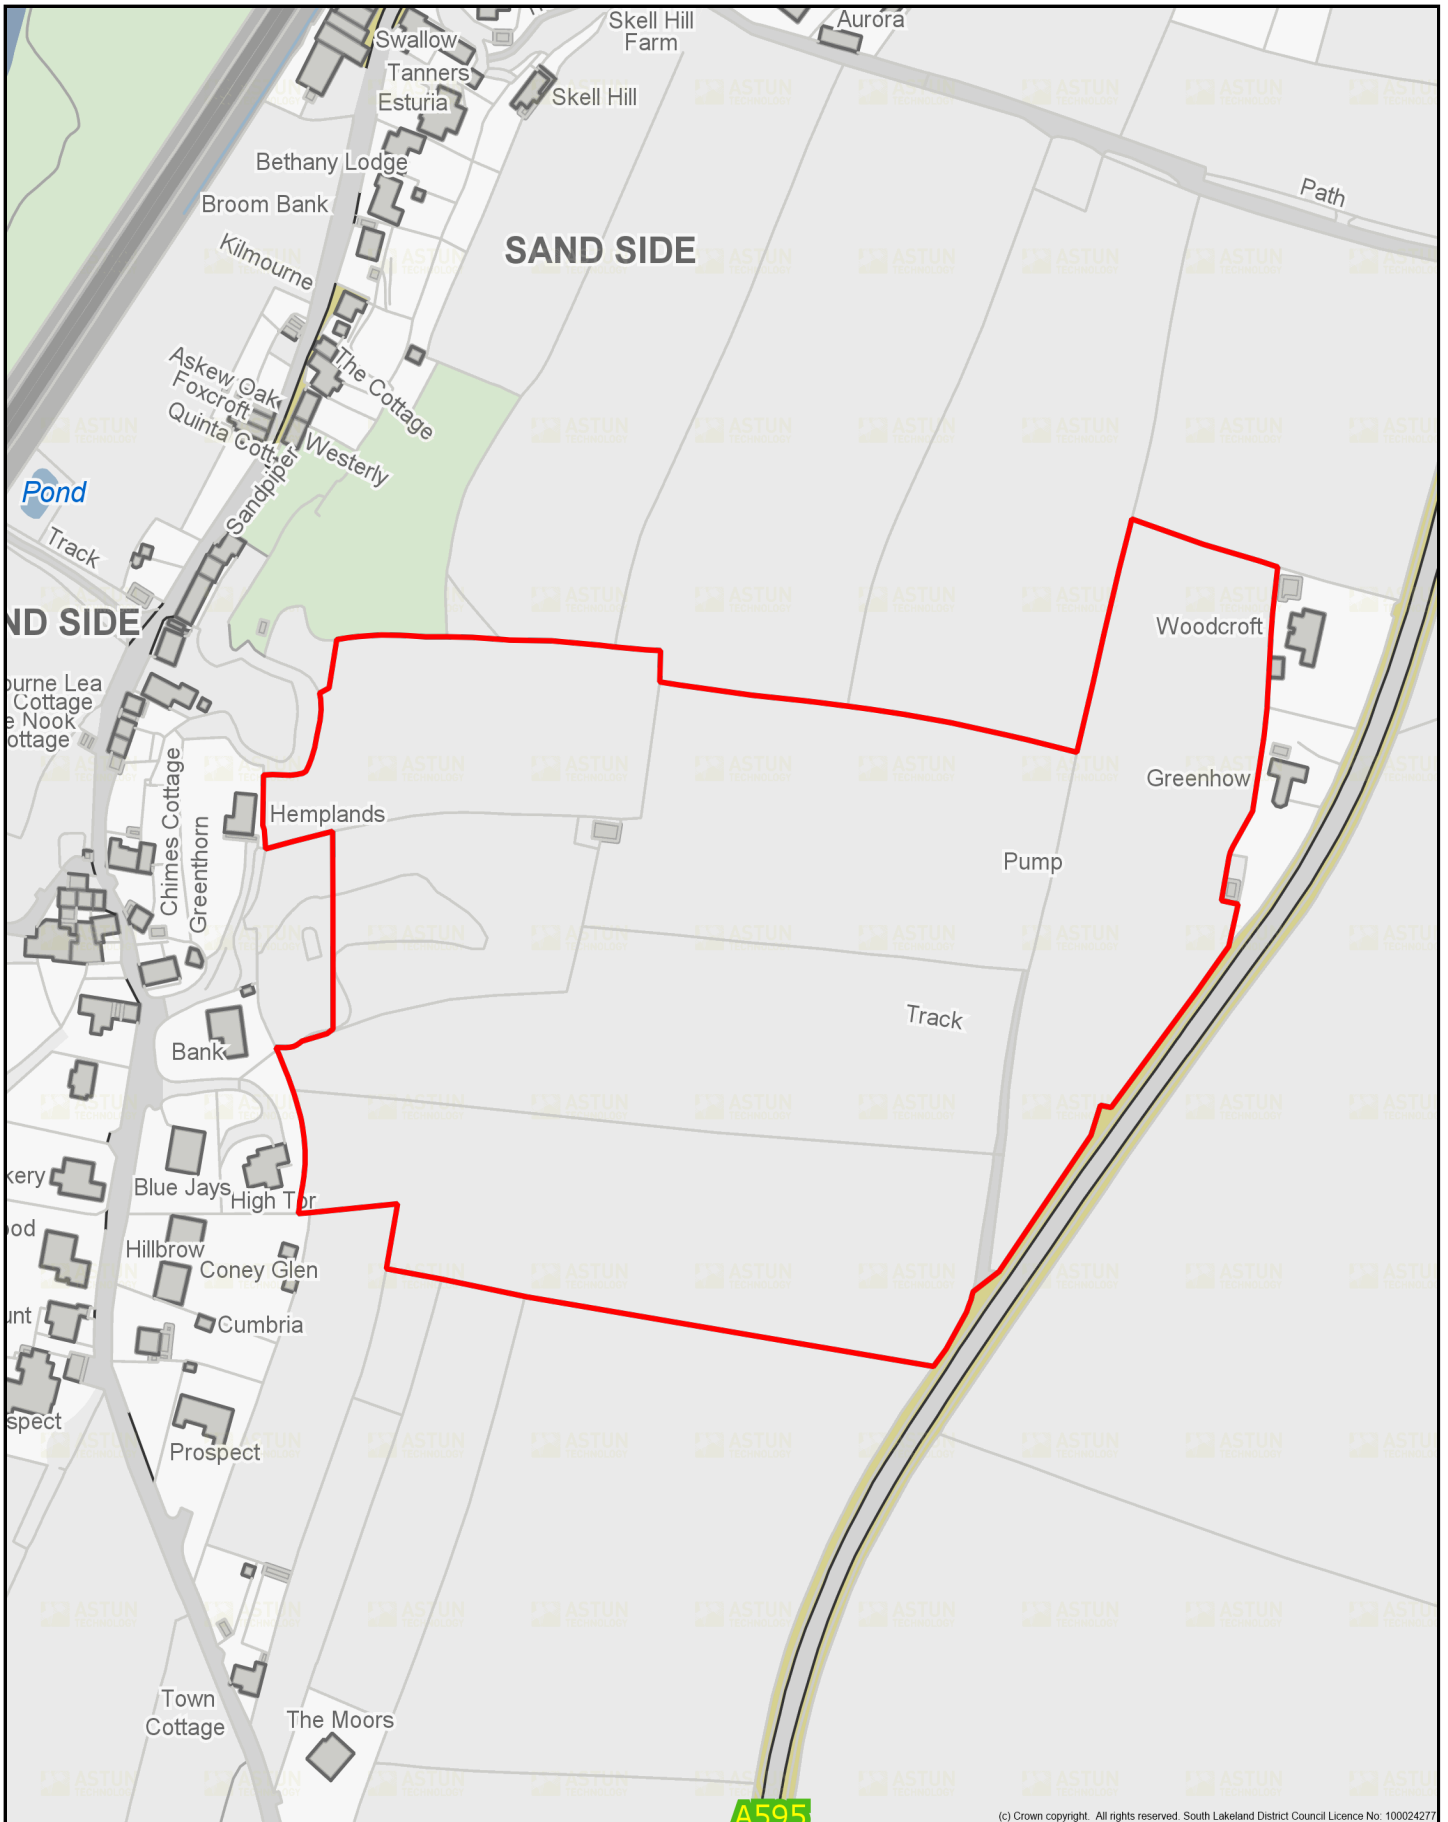 Skell Hill
Farm
Aurora
Swallow
Tanners
Esturia
Skell Hill
Bethany Lodge
Broom Bank
Path
SAND SIDE
Kilmourne
Askew Oak
Foxcroft
Quinta Cott
The Cottage
Westerly
Sandpiper
Pond
Track
ND SIDE
Woodcroft
ourne Lea
Cottage
e Nook
ottage
Greenhow
Chimes Cottage
Greenthorn
Hemplands
Pump
Track
Bank
kery
Blue Jays
High Tor
ood
Hillbrow
Coney Glen
unt
Cumbria
spect
Prospect
Town
Cottage
The Moors
A595
(c) Crown copyright. All rights reserved. South Lakeland District Council Licence No: 100024277
ASTUN
TECHNOLOGY